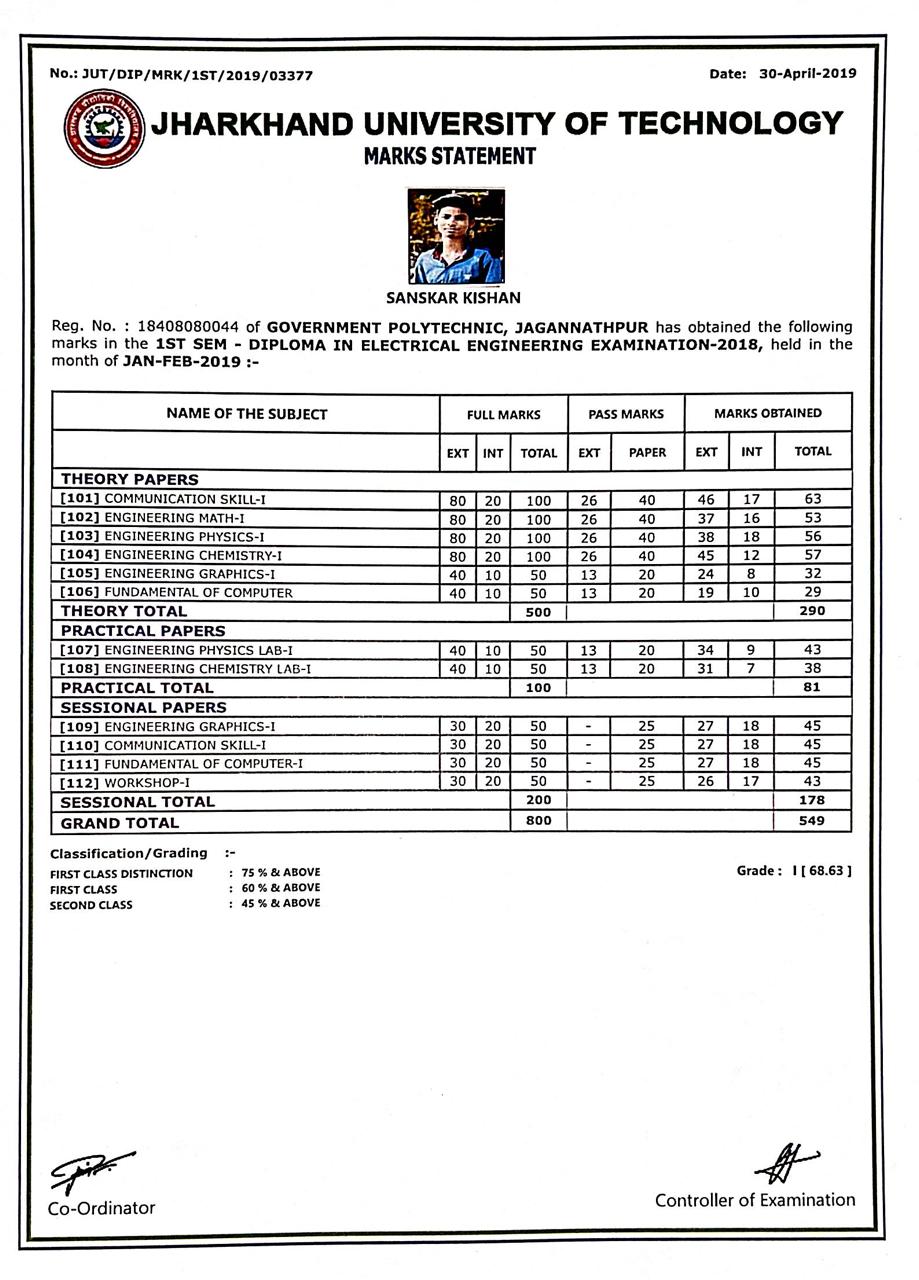 No.: JUT/DIP/MRK/1ST/2019/03377 Date: 30-April-2019
JHARKHAND UNIVERSITY OF TECHNOLOGY
MARKS STATEMENT
SANSKAR KISHAN
Reg. No. : 18408080044 of GOVERNMENT POLYTECHNIC, JAGANNATHPUR has obtained the following
marks in the 1ST SEM - DIPLOMA IN ELECTRICAL ENGINEERING EXAMINATION-2018, held in the
month of JAN-FEB-2019 :-
NAME OF THE SUBJECT FULL MARKS PASS MARKS MARKS OBTAINED
EXT INT TOTAL EXT PAPER EXT INT TOTAL
THEORY PAPERS
[101] COMMUNICATION SKILL-I 80 20 100 26 40 46 17 63
[102] ENGINEERING MATH-I 80 20 100 26 40 37 16 53
[103] ENGINEERING PHYSICS-I 80 20 100 26 40 38 18 56
[104] ENGINEERING CHEMISTRY-I 80 20 100 26 40 45 12 57
[105] ENGINEERING GRAPHICS-I 40 10 50 13 20 24 8 32
[106] FUNDAMENTAL OF COMPUTER 40 10 50 13 20 19 10 29
THEORY TOTAL 500 290
PRACTICAL PAPERS
[107] ENGINEERING PHYSICS LAB-I 40 10 50 13 20 34 9 43
[108] ENGINEERING CHEMISTRY LAB-I 40 10 50 13 20 31 7 38
PRACTICAL TOTAL 100 81
SESSIONAL PAPERS
[109] ENGINEERING GRAPHICS-I 30 20 50 - 25 27 18 45
[110] COMMUNICATION SKILL-I 30 20 50 - 25 27 18 45
[111] FUNDAMENTAL OF COMPUTER-I 30 20 50 - 25 27 18 45
[112] WORKSHOP-I 30 20 50 - 25 26 17 43
SESSIONAL TOTAL 200 178
GRAND TOTAL 800 549
Classification/Grading :-
FIRST CLASS DISTINCTION : 75 % & ABOVE Grade : I [ 68.63 ]
FIRST CLASS : 60 % & ABOVE
SECOND CLASS : 45 % & ABOVE
Co-Ordinator Controller of Examination